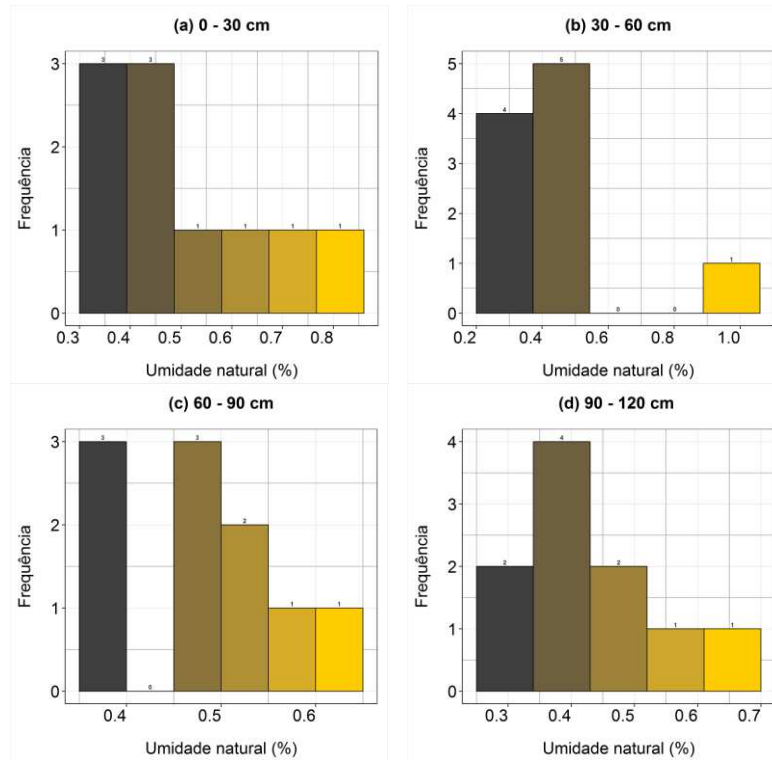 (a) 0 - 30 cm
Frequência
3
2
1
0
3
3
1
1
1
1
0.3 0.4 0.5 0.6 0.7 0.8
Umidade natural (%)
(b) 30 - 60 cm
Frequência
5
4
3
2
1
0
4
5
0
0
1
0.2 0.4 0.6 0.8 1.0
Umidade natural (%)
(c) 60 - 90 cm
Frequência
3
2
1
0
3
0
3
2
1
1
0.4 0.5 0.6
Umidade natural (%)
(d) 90 - 120 cm
Frequência
4
3
2
1
0
2
4
2
1
1
0.3 0.4 0.5 0.6 0.7
Umidade natural (%)